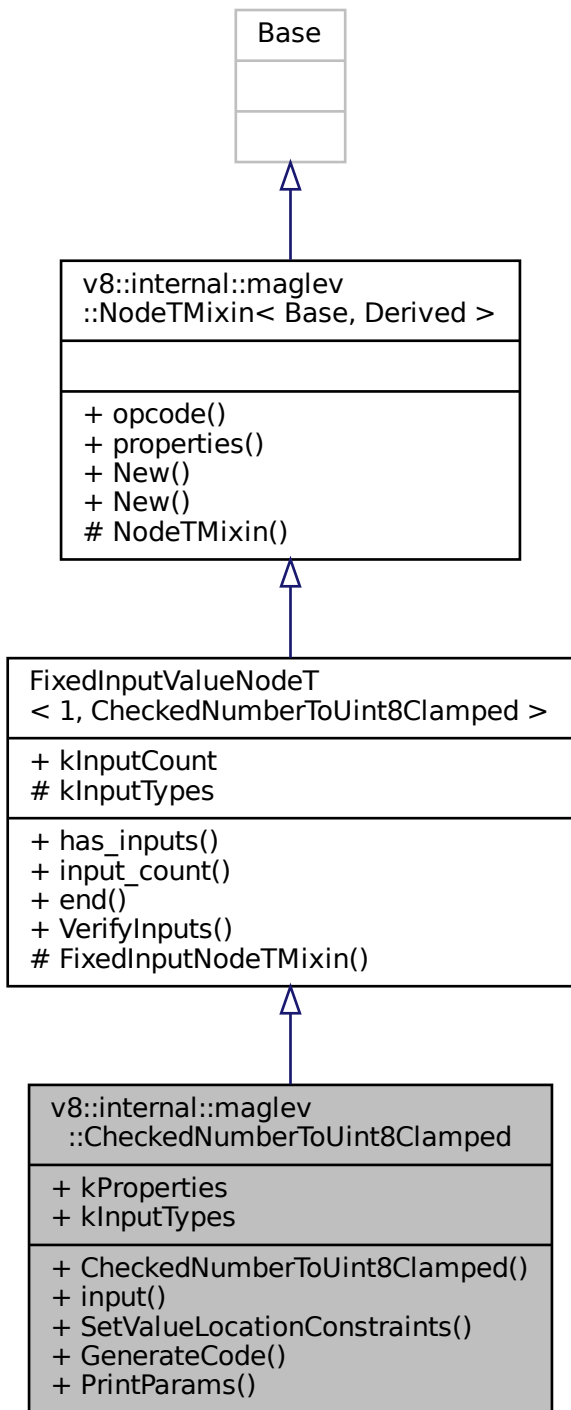 Base
v8::internal::maglev
::NodeTMixin< Base, Derived >
+ opcode()
+ properties()
+ New()
+ New()
# NodeTMixin()
FixedInputValueNodeT
< 1, CheckedNumberToUint8Clamped >
+ kInputCount
# kInputTypes
+ has_inputs()
+ input_count()
+ end()
+ VerifyInputs()
# FixedInputNodeTMixin()
v8::internal::maglev
::CheckedNumberToUint8Clamped
+ kProperties
+ kInputTypes
+ CheckedNumberToUint8Clamped()
+ input()
+ SetValueLocationConstraints()
+ GenerateCode()
+ PrintParams()